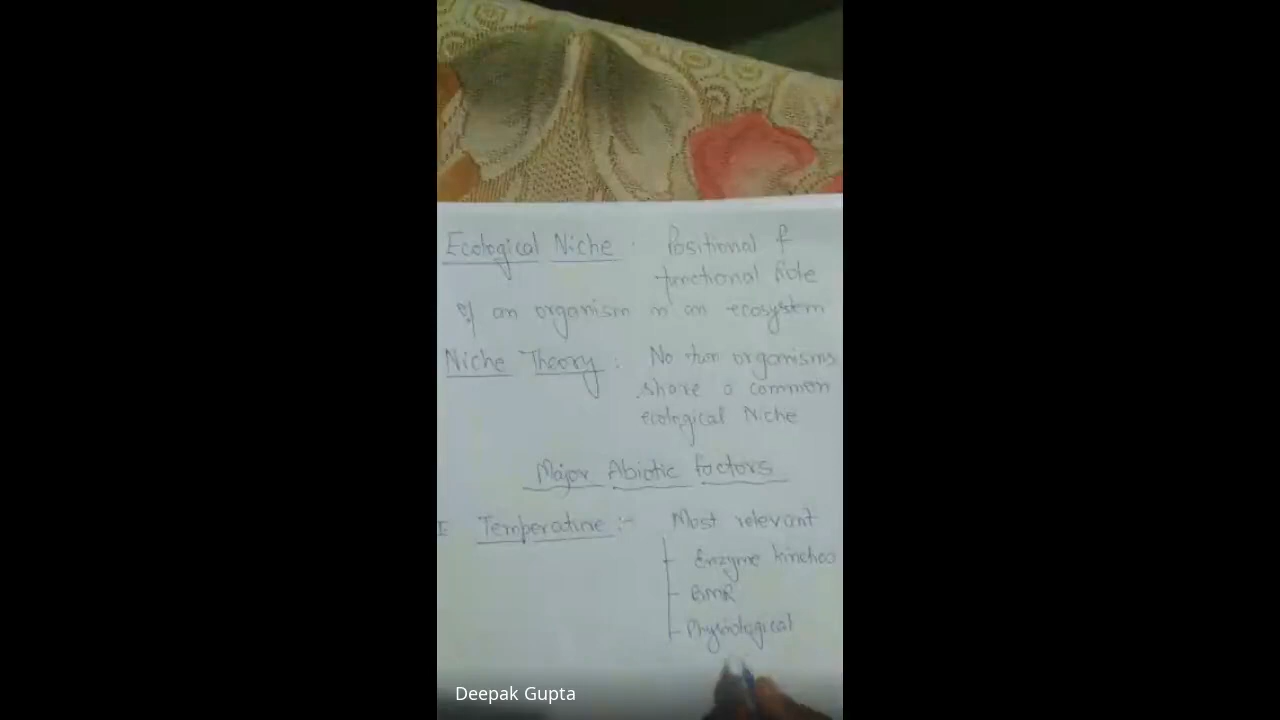 Ecological Niche : Positional &
functional Role
of an organism in an ecosystem
Niche Theory : No two organisms
share a common
ecological Niche
Major Abiotic factors
I. Temperature :- Most relevant
Enzyme kinetics
BMR
Physiological
Deepak Gupta